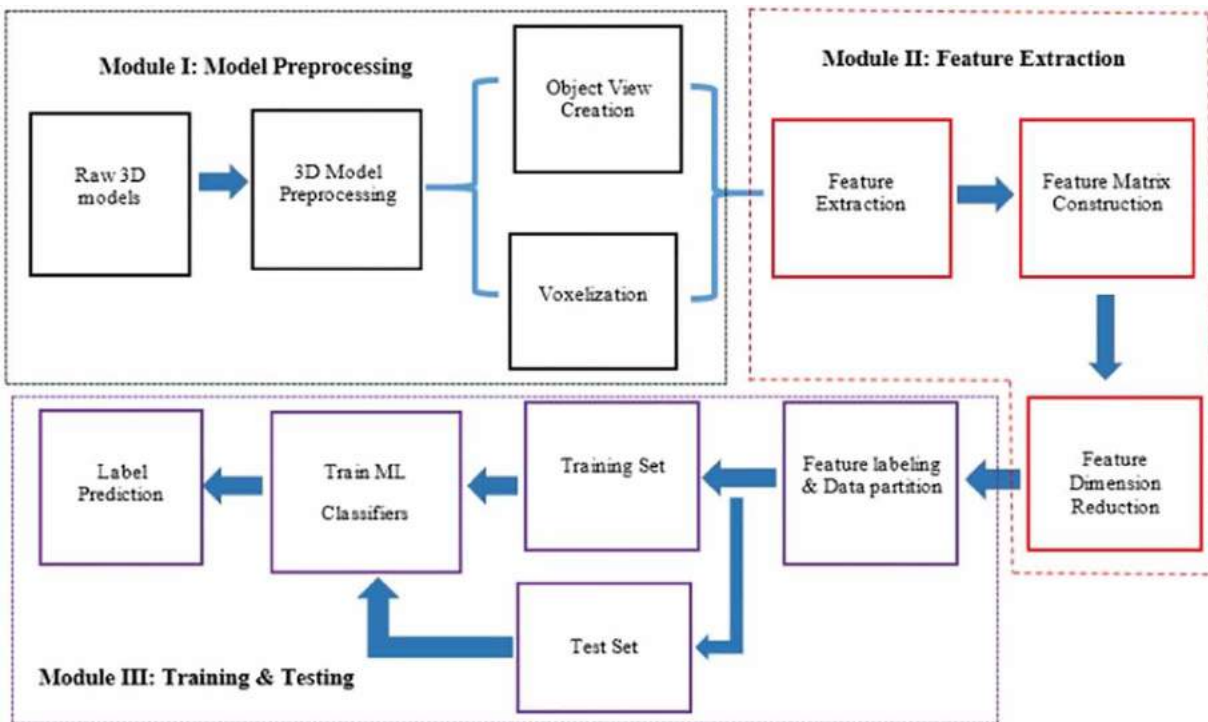 Module I: Model Preprocessing
Raw 3D
models
3D Model
Preprocessing
Object View
Creation
Voxelization
Module II: Feature Extraction
Feature
Extraction
Feature Matrix
Construction
Feature
Dimension
Reduction
Feature labeling
& Data partition
Training Set
Test Set
Train ML
Classifiers
Label
Prediction
Module III: Training & Testing